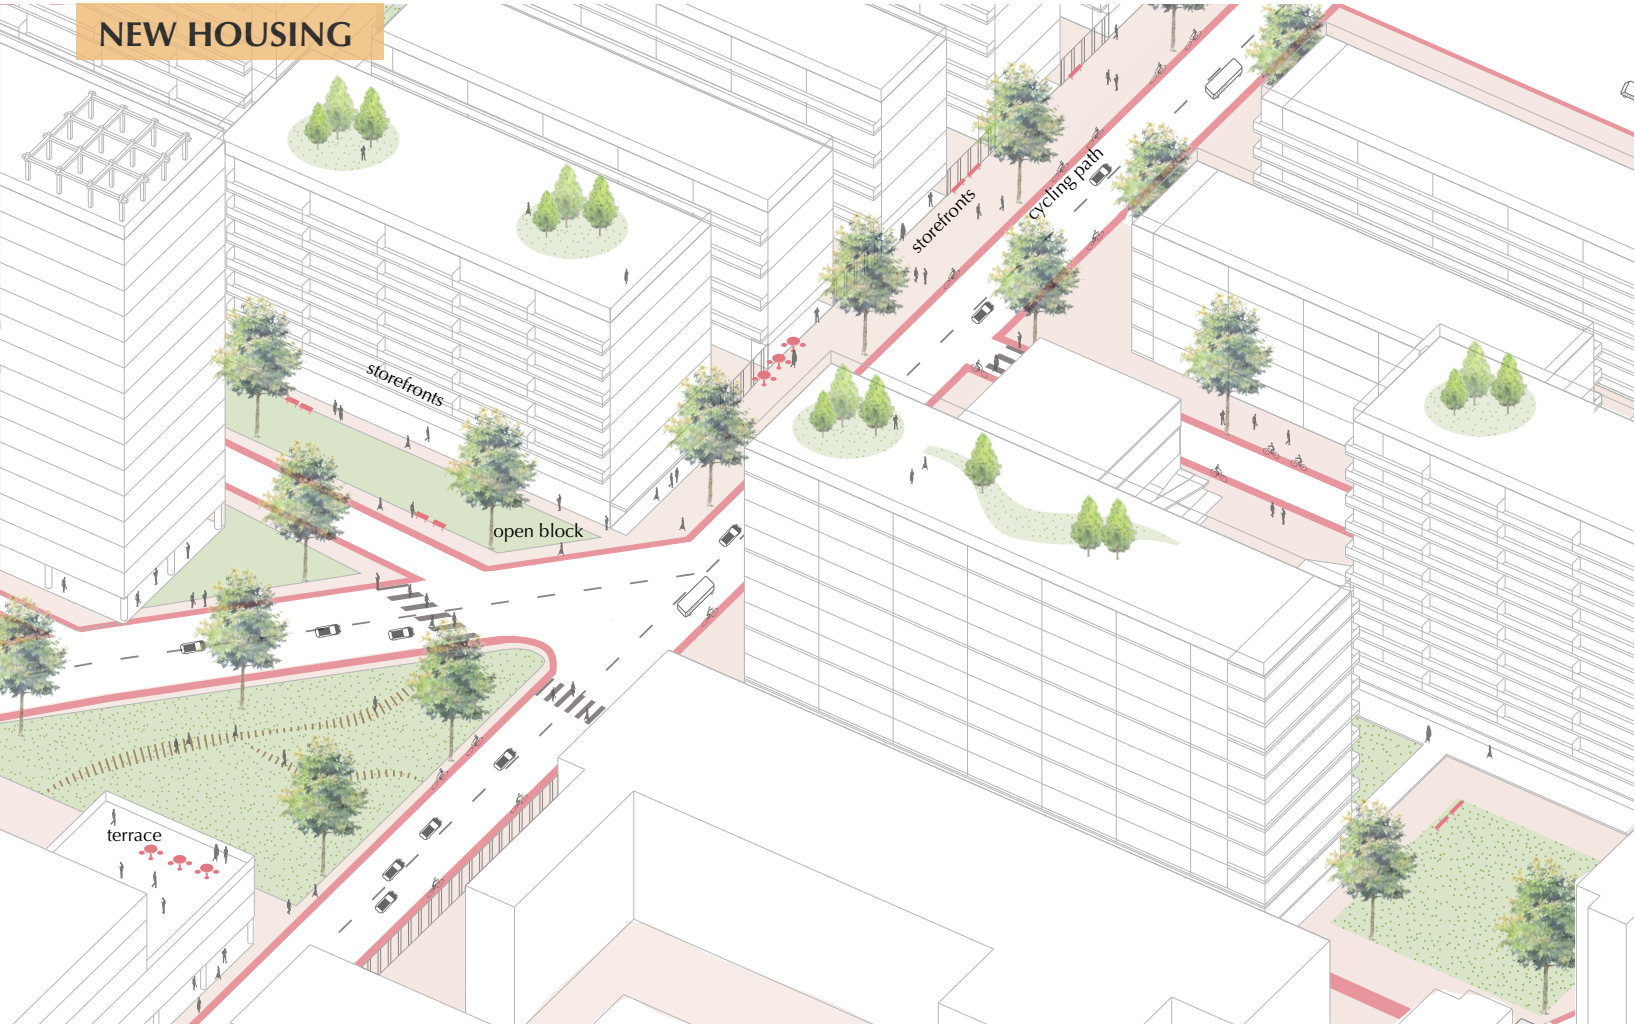 NEW HOUSING
cycling path
storefronts
storefronts
open block
terrace